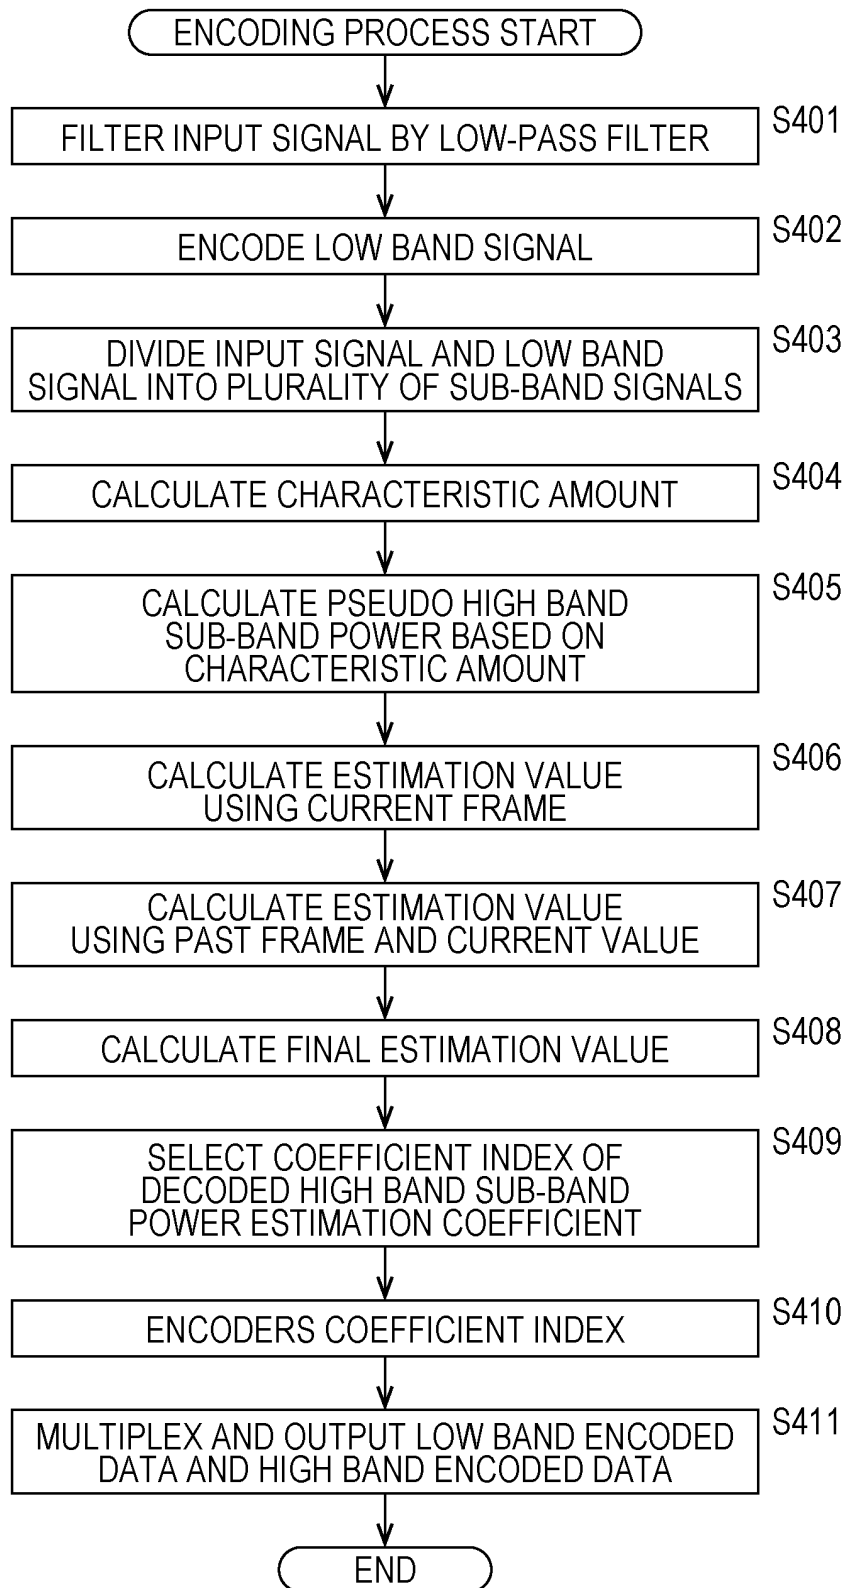 ENCODING PROCESS START
FILTER INPUT SIGNAL BY LOW-PASS FILTER
S401
ENCODE LOW BAND SIGNAL
S402
DIVIDE INPUT SIGNAL AND LOW BAND
SIGNAL INTO PLURALITY OF SUB-BAND SIGNALS
S403
CALCULATE CHARACTERISTIC AMOUNT
S404
CALCULATE PSEUDO HIGH BAND
SUB-BAND POWER BASED ON
CHARACTERISTIC AMOUNT
S405
CALCULATE ESTIMATION VALUE
USING CURRENT FRAME
S406
CALCULATE ESTIMATION VALUE
USING PAST FRAME AND CURRENT VALUE
S407
CALCULATE FINAL ESTIMATION VALUE
S408
SELECT COEFFICIENT INDEX OF
DECODED HIGH BAND SUB-BAND
POWER ESTIMATION COEFFICIENT
S409
ENCODERS COEFFICIENT INDEX
S410
MULTIPLEX AND OUTPUT LOW BAND ENCODED
DATA AND HIGH BAND ENCODED DATA
S411
END